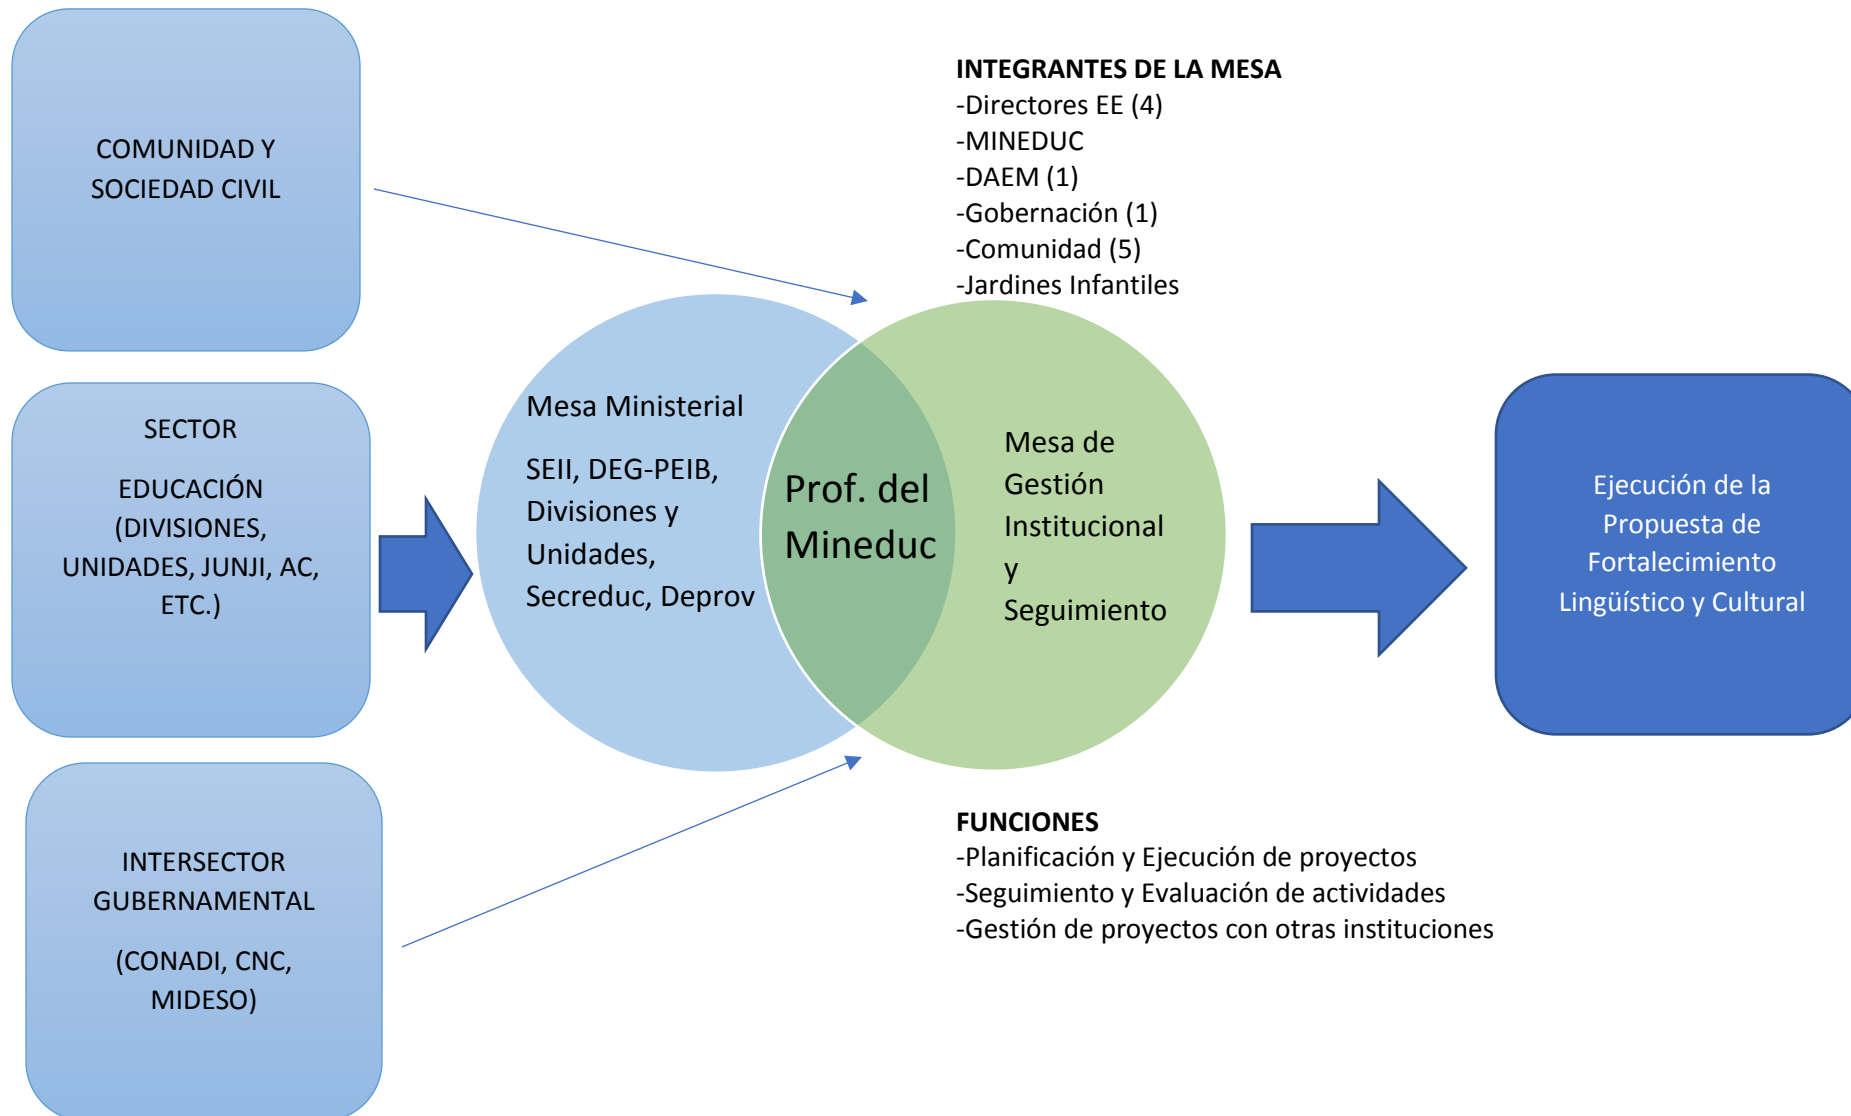 COMUNIDAD Y
SOCIEDAD CIVIL
INTEGRANTES DE LA MESA
-Directores EE (4)
-MINEDUC
-DAEM (1)
-Gobernación (1)
-Comunidad (5)
-Jardines Infantiles
SECTOR
EDUCACIÓN
(DIVISIONES,
UNIDADES, JUNJI, AC,
ETC.)
Mesa Ministerial
SEII, DEG-PEIB,
Divisiones y
Unidades,
Secreduc, Deprov
Prof. del
Mineduc
Mesa de
Gestión
Institucional
y
Seguimiento
Ejecución de la
Propuesta de
Fortalecimiento
Lingüístico y Cultural
INTERSECTOR
GUBERNAMENTAL
(CONADI, CNC,
MIDESO)
FUNCIONES
-Planificación y Ejecución de proyectos
-Seguimiento y Evaluación de actividades
-Gestión de proyectos con otras instituciones